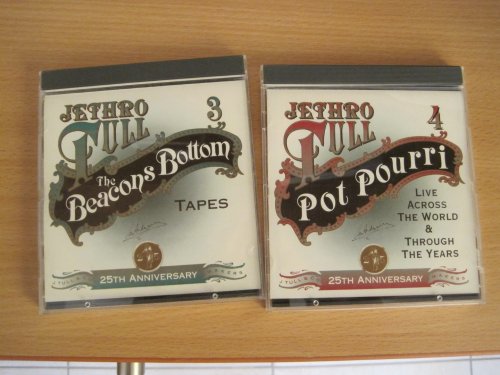 JETHRO
TULL
3
The
Beacons Bottom
TAPES
25TH ANNIVERSARY
JETHRO
TULL
4
Pot Pourri
LIVE
ACROSS
THE WORLD
&
THROUGH
THE YEARS
25TH ANNIVERSARY